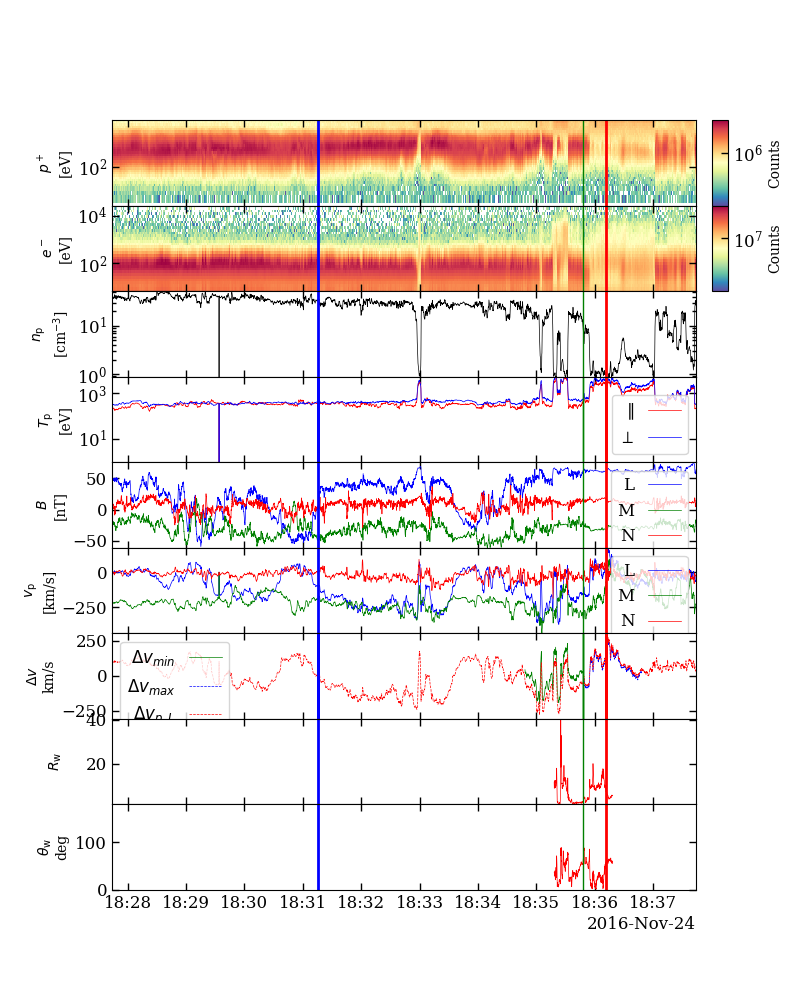 p⁺
[eV]
10²
10⁶
Counts
e⁻
[eV]
10⁴
10²
10⁷
Counts
nₚ
[cm⁻³]
10¹
10⁰
Tₚ
[eV]
10³
10¹
∥
⊥
B
[nT]
50
0
−50
L
M
N
vₚ
[km/s]
0
−250
L
M
N
Δv
km/s
250
0
−250
Δv_min
Δv_max
R_w
40
20
θ_w
deg
100
0
18:28 18:29 18:30 18:31 18:32 18:33 18:34 18:35 18:36 18:37
2016-Nov-24